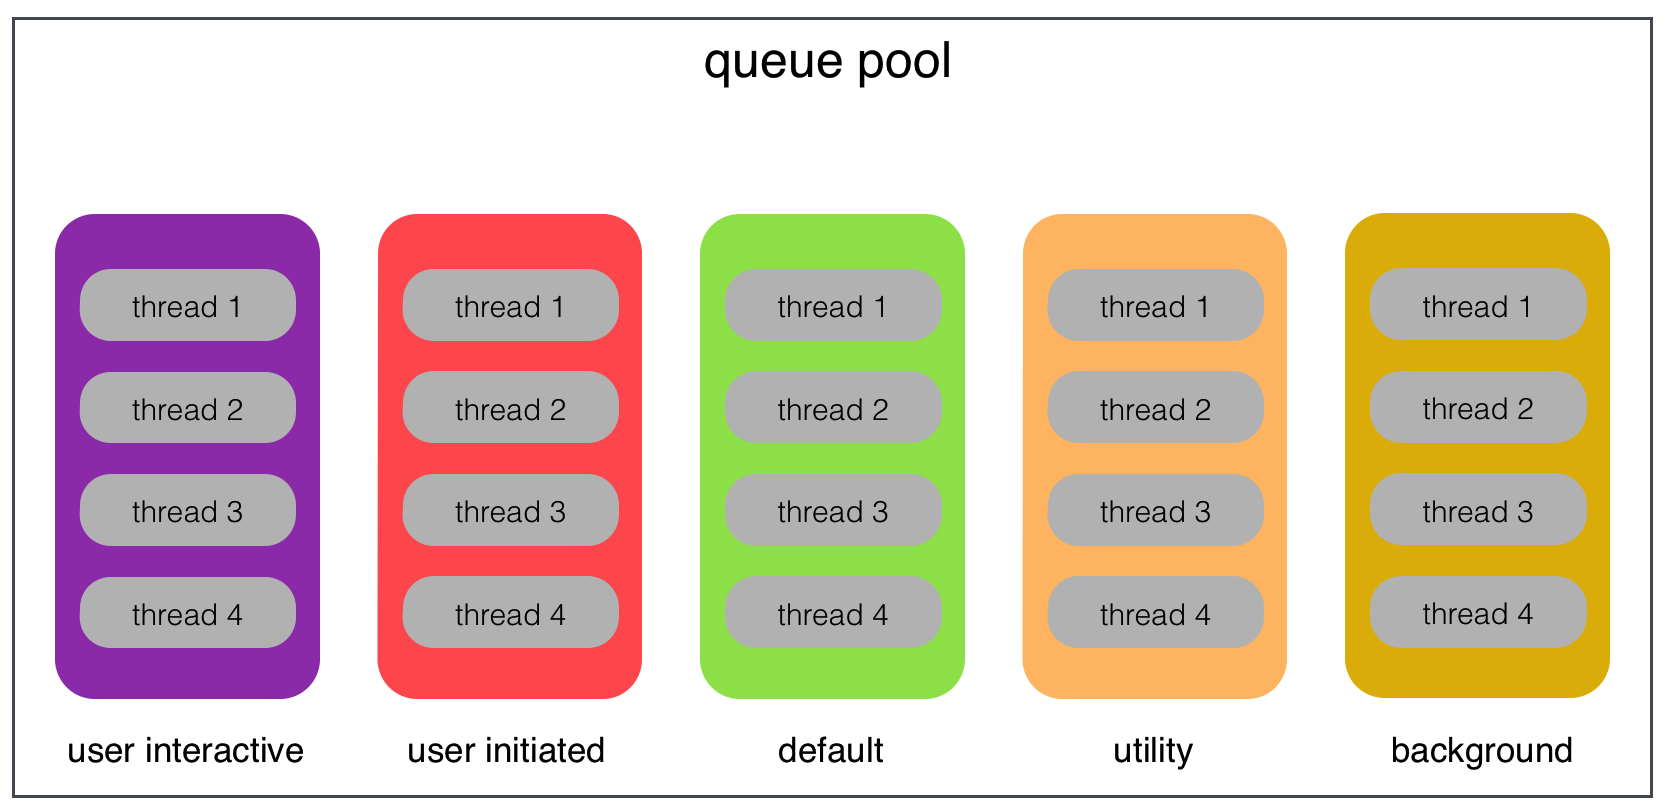 queue pool
thread 1
thread 2
thread 3
thread 4
user interactive
thread 1
thread 2
thread 3
thread 4
user initiated
thread 1
thread 2
thread 3
thread 4
default
thread 1
thread 2
thread 3
thread 4
utility
thread 1
thread 2
thread 3
thread 4
background